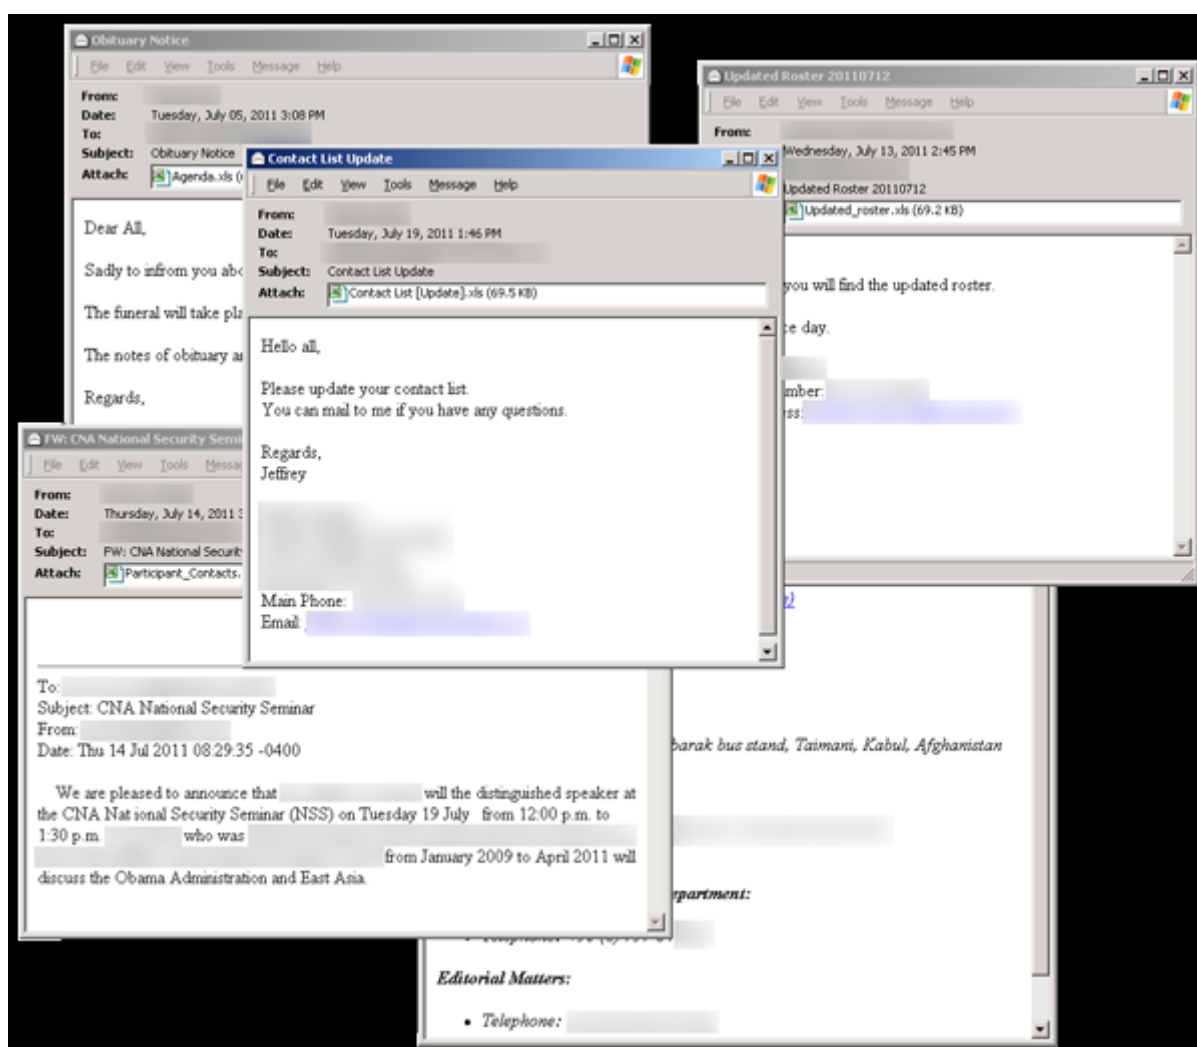 Obituary Notice
File Edit View Tools Message Help
From:
Date: Tuesday, July 05, 2011 3:08 PM
To:
Subject: Obituary Notice
Attach: Agenda.xls
Dear All,
Sadly to infrom you
The funeral will take
The notes of obituary
Regards,
Updated Roster 20110712
File Edit View Tools Message Help
From:
Wednesday, July 13, 2011 2:45 PM
Updated Roster 20110712
Updated_roster.xls (69.2 KB)
you will find the updated roster.
day.
Contact List Update
File Edit View Tools Message Help
From:
Date: Tuesday, July 19, 2011 1:46 PM
To:
Subject: Contact List Update
Attach: Contact List [Update].xls (69.5 KB)
Hello all,
Please update your contact list.
You can mail to me if you have any questions.
Regards,
Jeffrey
Main Phone:
Email:
FW: CNA National Security
File Edit View Tools
From:
Date: Thursday, July 14, 2011
To:
Subject: FW: CNA National
Attach: Participant_Contacts.
To:
Subject: CNA National Security Seminar
From:
Date: Thu 14 Jul 2011 08:29:35 -0400
We are pleased to announce that will the distinguished speaker at
the CNA Nat ional Security Seminar (NSS) on Tuesday 19 July from 12:00 p.m. to
1:30 p.m. who was
from January 2009 to April 2011 will
discuss the Obama Administration and East Asia.
bus stand, Taimani, Kabul, Afghanistan
Editorial Matters:
• Telephone: